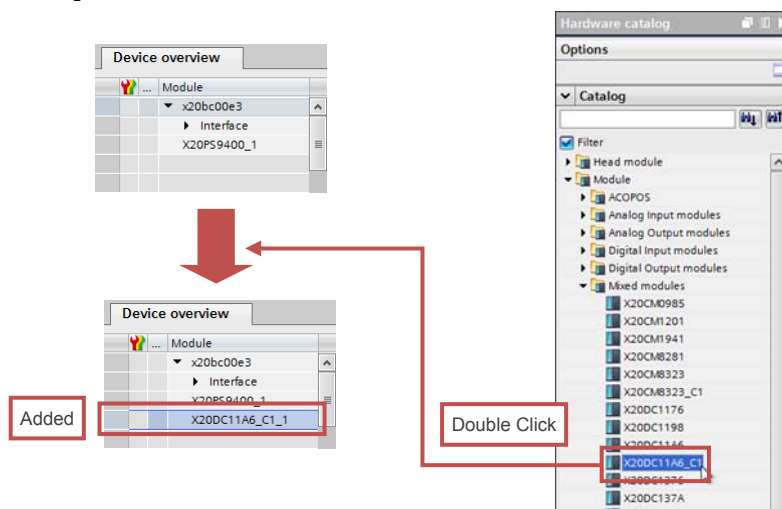 Device overview
... Module
x20bc00e3
Interface
X20PS9400_1
Device overview
... Module
x20bc00e3
Interface
X20PS9400_1
X20DC11A6_C1_1
Added
Double Click
Hardware catalog
Options
Catalog
Filter
Head module
Module
ACOPOS
Analog Input modules
Analog Output modules
Digital Input modules
Digital Output modules
Mixed modules
X20CM0985
X20CM1201
X20CM1941
X20CM8281
X20CM8323
X20CM8323_C1
X20DC1176
X20DC1198
X20DC11A6
X20DC11A6_C1
X20DC1376
X20DC137A